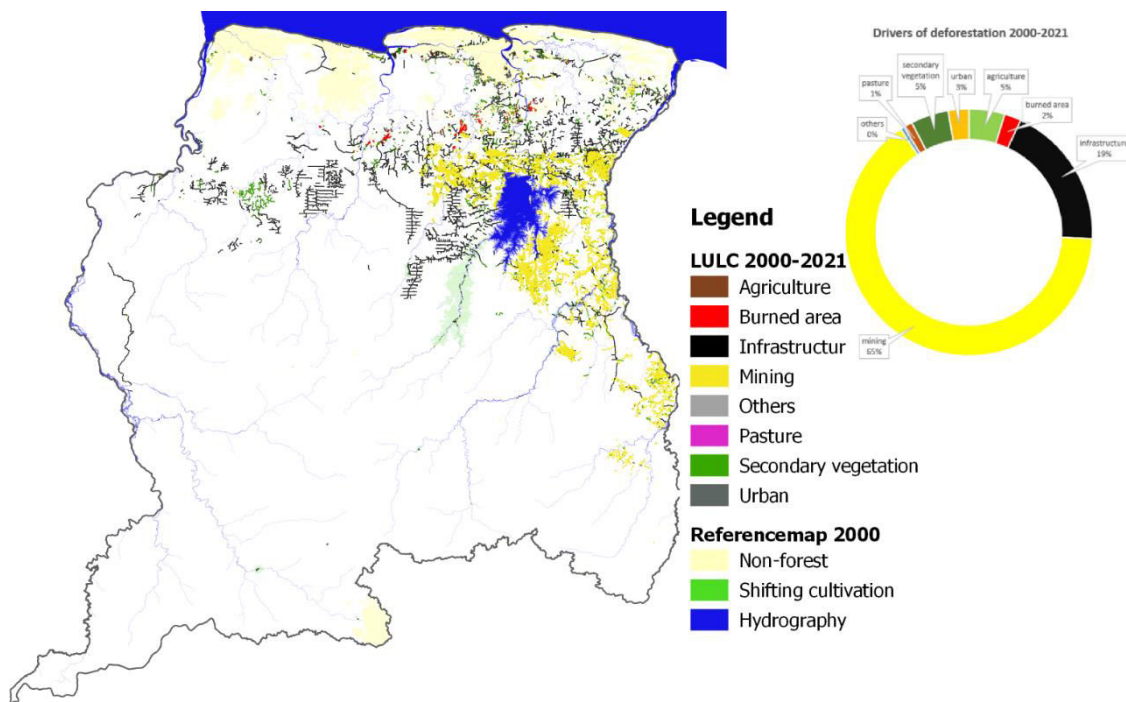 Drivers of deforestation 2000-2021
secondary
vegetation
5%
urban
3%
agriculture
5%
pasture
1%
burned area
2%
others
0%
infrastructure
19%
mining
65%
Legend
LULC 2000-2021
Agriculture
Burned area
Infrastructur
Mining
Others
Pasture
Secondary vegetation
Urban
Referencemap 2000
Non-forest
Shifting cultivation
Hydrography